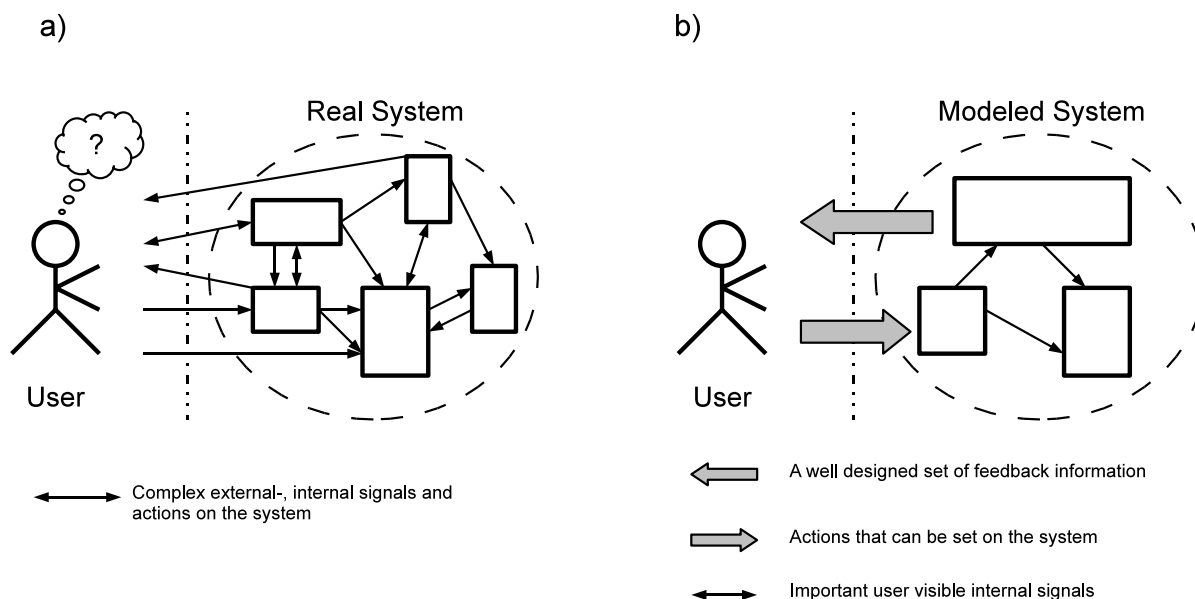 a)
Real System
?
User
Complex external-, internal signals and
actions on the system
b)
Modeled System
User
A well designed set of feedback information
Actions that can be set on the system
Important user visible internal signals